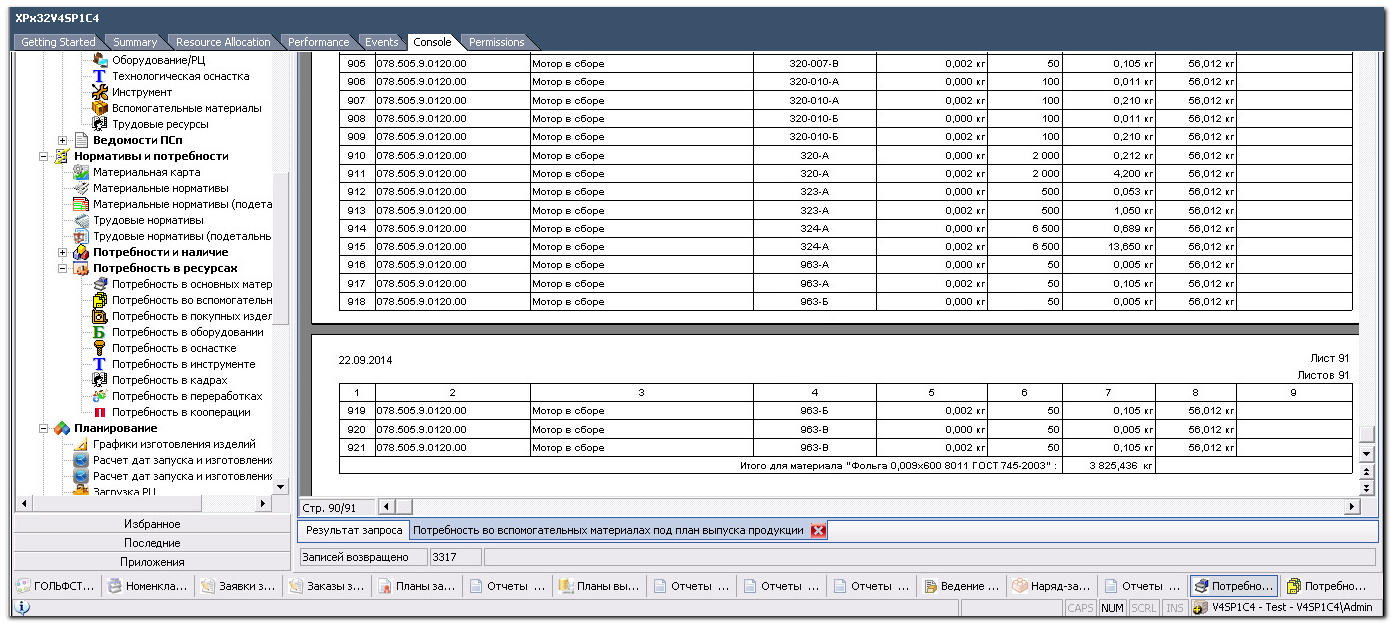 XPx32V4SP1C4
Getting Started Summary Resource Allocation Performance Events Console Permissions
Оборудование/РЦ
Технологическая оснастка
Инструмент
Вспомогательные материалы
Трудовые ресурсы
Ведомости ПСп
Нормативы и потребности
Материальная карта
Материальные нормативы
Материальные нормативы (подета
Трудовые нормативы
Трудовые нормативы (подетальнь
Потребности и наличие
Потребность в ресурсах
Потребность в основных матер
Потребность во вспомогательн
Потребность в покупных издел
Потребность в оборудовании
Потребность в оснастке
Потребность в инструменте
Потребность в кадрах
Потребность в переработках
Потребность в кооперации
Планирование
Графики изготовления изделий
Расчет дат запуска и изготовления
Расчет дат запуска и изготовления
Загрузка РЦ
Избранное
Последние
Приложения
905 078.505.9.0120.00 Мотор в сборе 320-007-В 0,002 кг 50 0,105 кг 56,012 кг
906 078.505.9.0120.00 Мотор в сборе 320-010-А 0,000 кг 100 0,011 кг 56,012 кг
907 078.505.9.0120.00 Мотор в сборе 320-010-А 0,002 кг 100 0,210 кг 56,012 кг
908 078.505.9.0120.00 Мотор в сборе 320-010-Б 0,000 кг 100 0,011 кг 56,012 кг
909 078.505.9.0120.00 Мотор в сборе 320-010-Б 0,002 кг 100 0,210 кг 56,012 кг
910 078.505.9.0120.00 Мотор в сборе 320-А 0,000 кг 2 000 0,212 кг 56,012 кг
911 078.505.9.0120.00 Мотор в сборе 320-А 0,002 кг 2 000 4,200 кг 56,012 кг
912 078.505.9.0120.00 Мотор в сборе 323-А 0,000 кг 500 0,053 кг 56,012 кг
913 078.505.9.0120.00 Мотор в сборе 323-А 0,002 кг 500 1,050 кг 56,012 кг
914 078.505.9.0120.00 Мотор в сборе 324-А 0,000 кг 6 500 0,689 кг 56,012 кг
915 078.505.9.0120.00 Мотор в сборе 324-А 0,002 кг 6 500 13,650 кг 56,012 кг
916 078.505.9.0120.00 Мотор в сборе 963-А 0,000 кг 50 0,005 кг 56,012 кг
917 078.505.9.0120.00 Мотор в сборе 963-А 0,002 кг 50 0,105 кг 56,012 кг
918 078.505.9.0120.00 Мотор в сборе 963-Б 0,000 кг 50 0,005 кг 56,012 кг
22.09.2014 Лист 91
Листов 91
1 2 3 4 5 6 7 8 9
919 078.505.9.0120.00 Мотор в сборе 963-Б 0,002 кг 50 0,105 кг 56,012 кг
920 078.505.9.0120.00 Мотор в сборе 963-В 0,000 кг 50 0,005 кг 56,012 кг
921 078.505.9.0120.00 Мотор в сборе 963-В 0,002 кг 50 0,105 кг 56,012 кг
Итого для материала "Фольга 0,009х600 8011 ГОСТ 745-2003" : 3 825,436 кг
Стр. 90/91
Результат запроса Потребность во вспомогательных материалах под план выпуска продукции
Записей возвращено 3317
ГОЛЬФСТ... Номенкла... Заявки з... Заказы з... Планы за... Отчеты ... Планы вы... Отчеты ... Отчеты ... Отчеты ... Ведение ... Наряд-за... Отчеты ... Потребно... Потребно...
CAPS NUM SCRL INS V4SP1C4 - Test - V4SP1C4\Admin